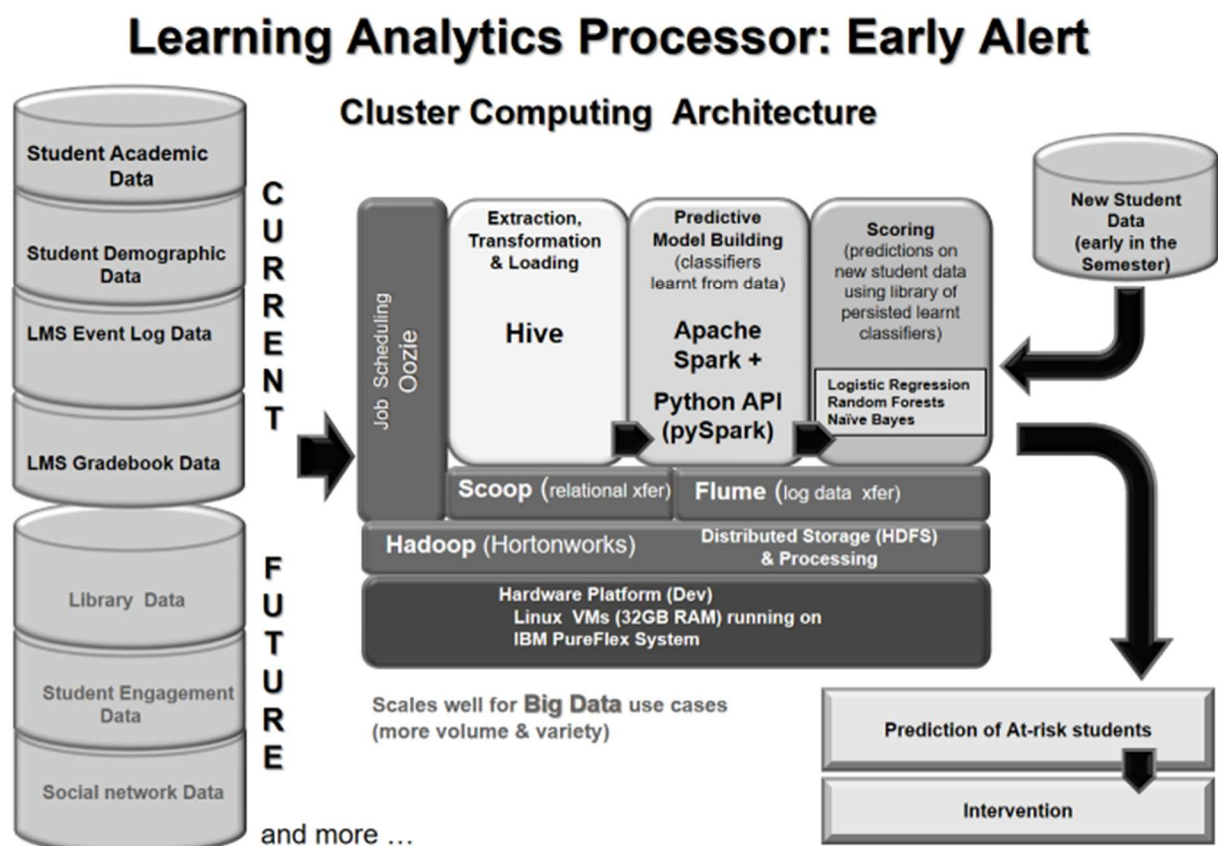 Learning Analytics Processor: Early Alert
Cluster Computing Architecture
Student Academic
Data
Student Demographic
Data
LMS Event Log Data
LMS Gradebook Data
CURRENT
Library Data
Student Engagement
Data
Social network Data
FUTURE
and more ...
Job Scheduling
Oozie
Extraction,
Transformation
& Loading
Hive
Predictive
Model Building
(classifiers
learnt from data)
Apache
Spark +
Python API
(pySpark)
Scoring
(predictions on
new student data
using library of
persisted learnt
classifiers)
Logistic Regression
Random Forests
Naïve Bayes
Scoop (relational xfer)
Flume (log data xfer)
Hadoop (Hortonworks)
Distributed Storage (HDFS)
& Processing
Hardware Platform (Dev)
Linux VMs (32GB RAM) running on
IBM PureFlex System
Scales well for Big Data use cases
(more volume & variety)
New Student
Data
(early in the
Semester)
Prediction of At-risk students
Intervention